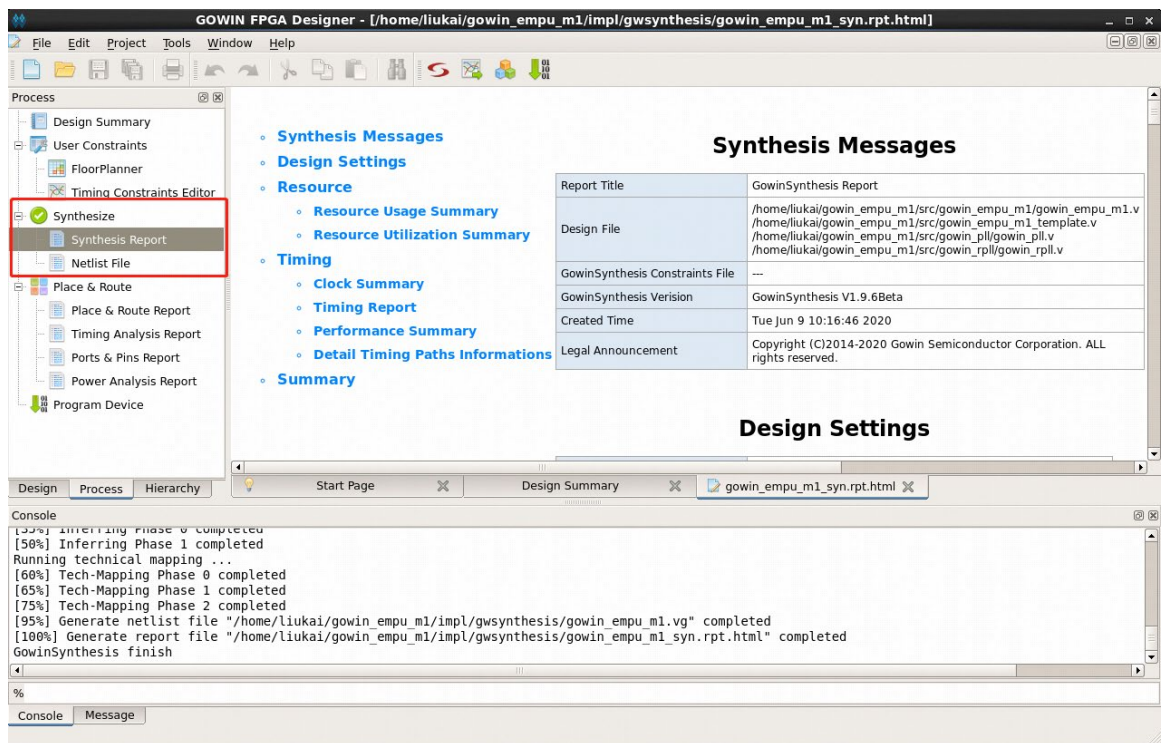 GOWIN FPGA Designer - [/home/liukai/gowin_empu_m1/impl/gwsynthesis/gowin_empu_m1_syn.rpt.html]
File Edit Project Tools Window Help
Process
Design Summary
User Constraints
FloorPlanner
Timing Constraints Editor
Synthesize
Synthesis Report
Netlist File
Place & Route
Place & Route Report
Timing Analysis Report
Ports & Pins Report
Power Analysis Report
Program Device
Design Process Hierarchy
Synthesis Messages
Design Settings
Resource
Resource Usage Summary
Resource Utilization Summary
Timing
Clock Summary
Timing Report
Performance Summary
Detail Timing Paths Informations
Summary
Synthesis Messages
Report Title GowinSynthesis Report
Design File
/home/liukai/gowin_empu_m1/src/gowin_empu_m1/gowin_empu_m1.v
/home/liukai/gowin_empu_m1/src/gowin_empu_m1_template.v
/home/liukai/gowin_empu_m1/src/gowin_pll/gowin_pll.v
/home/liukai/gowin_empu_m1/src/gowin_rpll/gowin_rpll.v
GowinSynthesis Constraints File ---
GowinSynthesis Verision GowinSynthesis V1.9.6Beta
Created Time Tue Jun 9 10:16:46 2020
Legal Announcement
Copyright (C)2014-2020 Gowin Semiconductor Corporation. ALL
rights reserved.
Design Settings
Start Page Design Summary gowin_empu_m1_syn.rpt.html
Console
[35%] Inferring Phase 0 completed
[50%] Inferring Phase 1 completed
Running technical mapping ...
[60%] Tech-Mapping Phase 0 completed
[65%] Tech-Mapping Phase 1 completed
[75%] Tech-Mapping Phase 2 completed
[95%] Generate netlist file "/home/liukai/gowin_empu_m1/impl/gwsynthesis/gowin_empu_m1.vg" completed
[100%] Generate report file "/home/liukai/gowin_empu_m1/impl/gwsynthesis/gowin_empu_m1_syn.rpt.html" completed
GowinSynthesis finish
%
Console Message